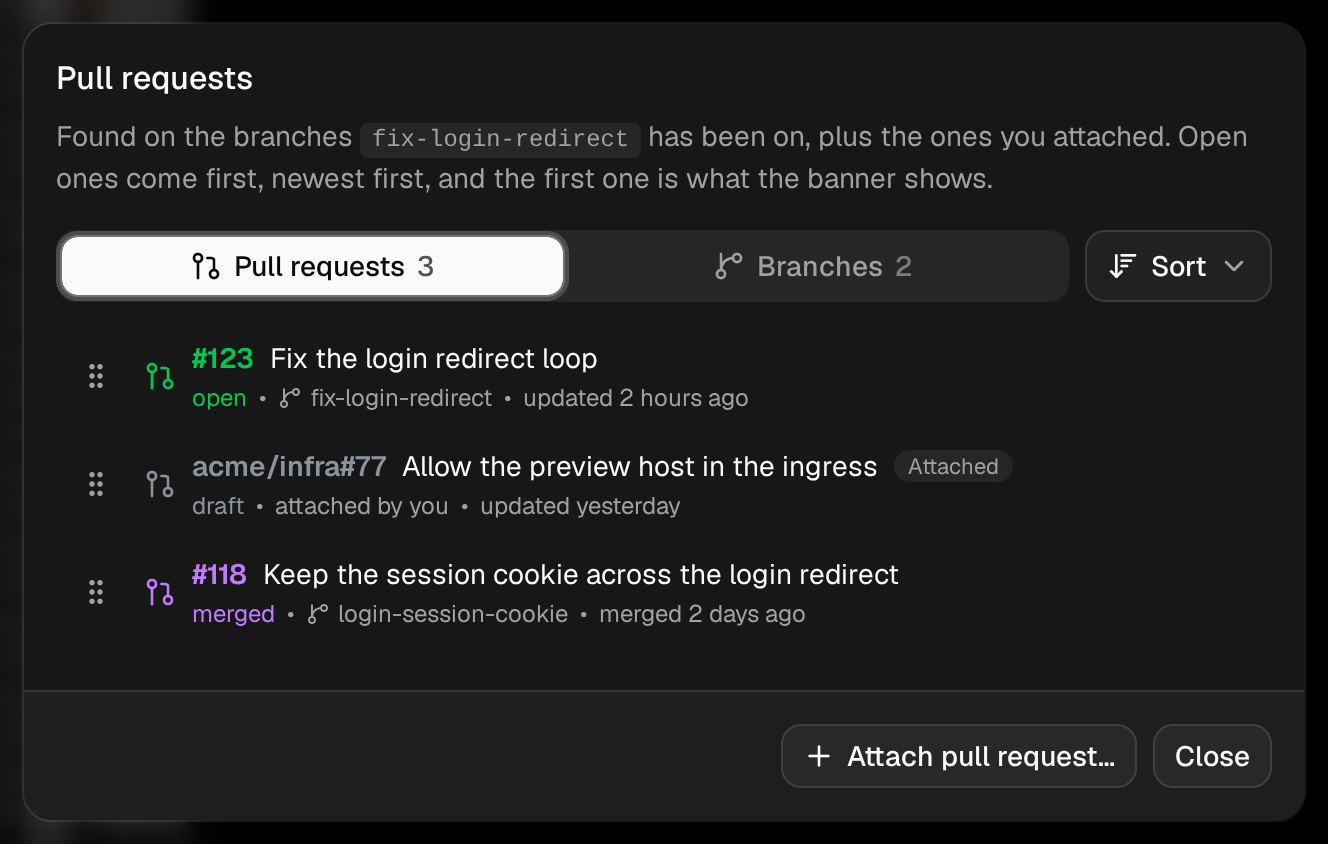 Pull requests
Found on the branches fix-login-redirect has been on, plus the ones you attached. Open
ones come first, newest first, and the first one is what the banner shows.
Pull requests 3
Branches 2
Sort
#123 Fix the login redirect loop
open • fix-login-redirect • updated 2 hours ago
acme/infra#77 Allow the preview host in the ingress Attached
draft • attached by you • updated yesterday
#118 Keep the session cookie across the login redirect
merged • login-session-cookie • merged 2 days ago
+ Attach pull request…
Close